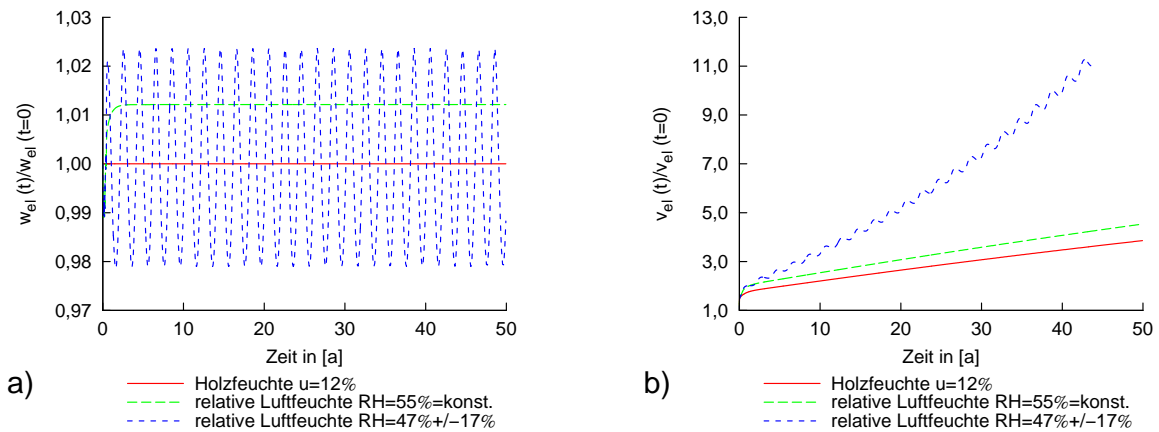 1,03
1,02
1,01
1,00
0,99
0,98
0,97
w_el (t)/w_el (t=0)
0 10 20 30 40 50
Zeit in [a]
a)
Holzfeuchte u=12%
relative Luftfeuchte RH=55%=konst.
relative Luftfeuchte RH=47%+/−17%
13,0
11,0
9,0
7,0
5,0
3,0
1,0
v_el (t)/v_el (t=0)
0 10 20 30 40 50
Zeit in [a]
b)
Holzfeuchte u=12%
relative Luftfeuchte RH=55%=konst.
relative Luftfeuchte RH=47%+/−17%